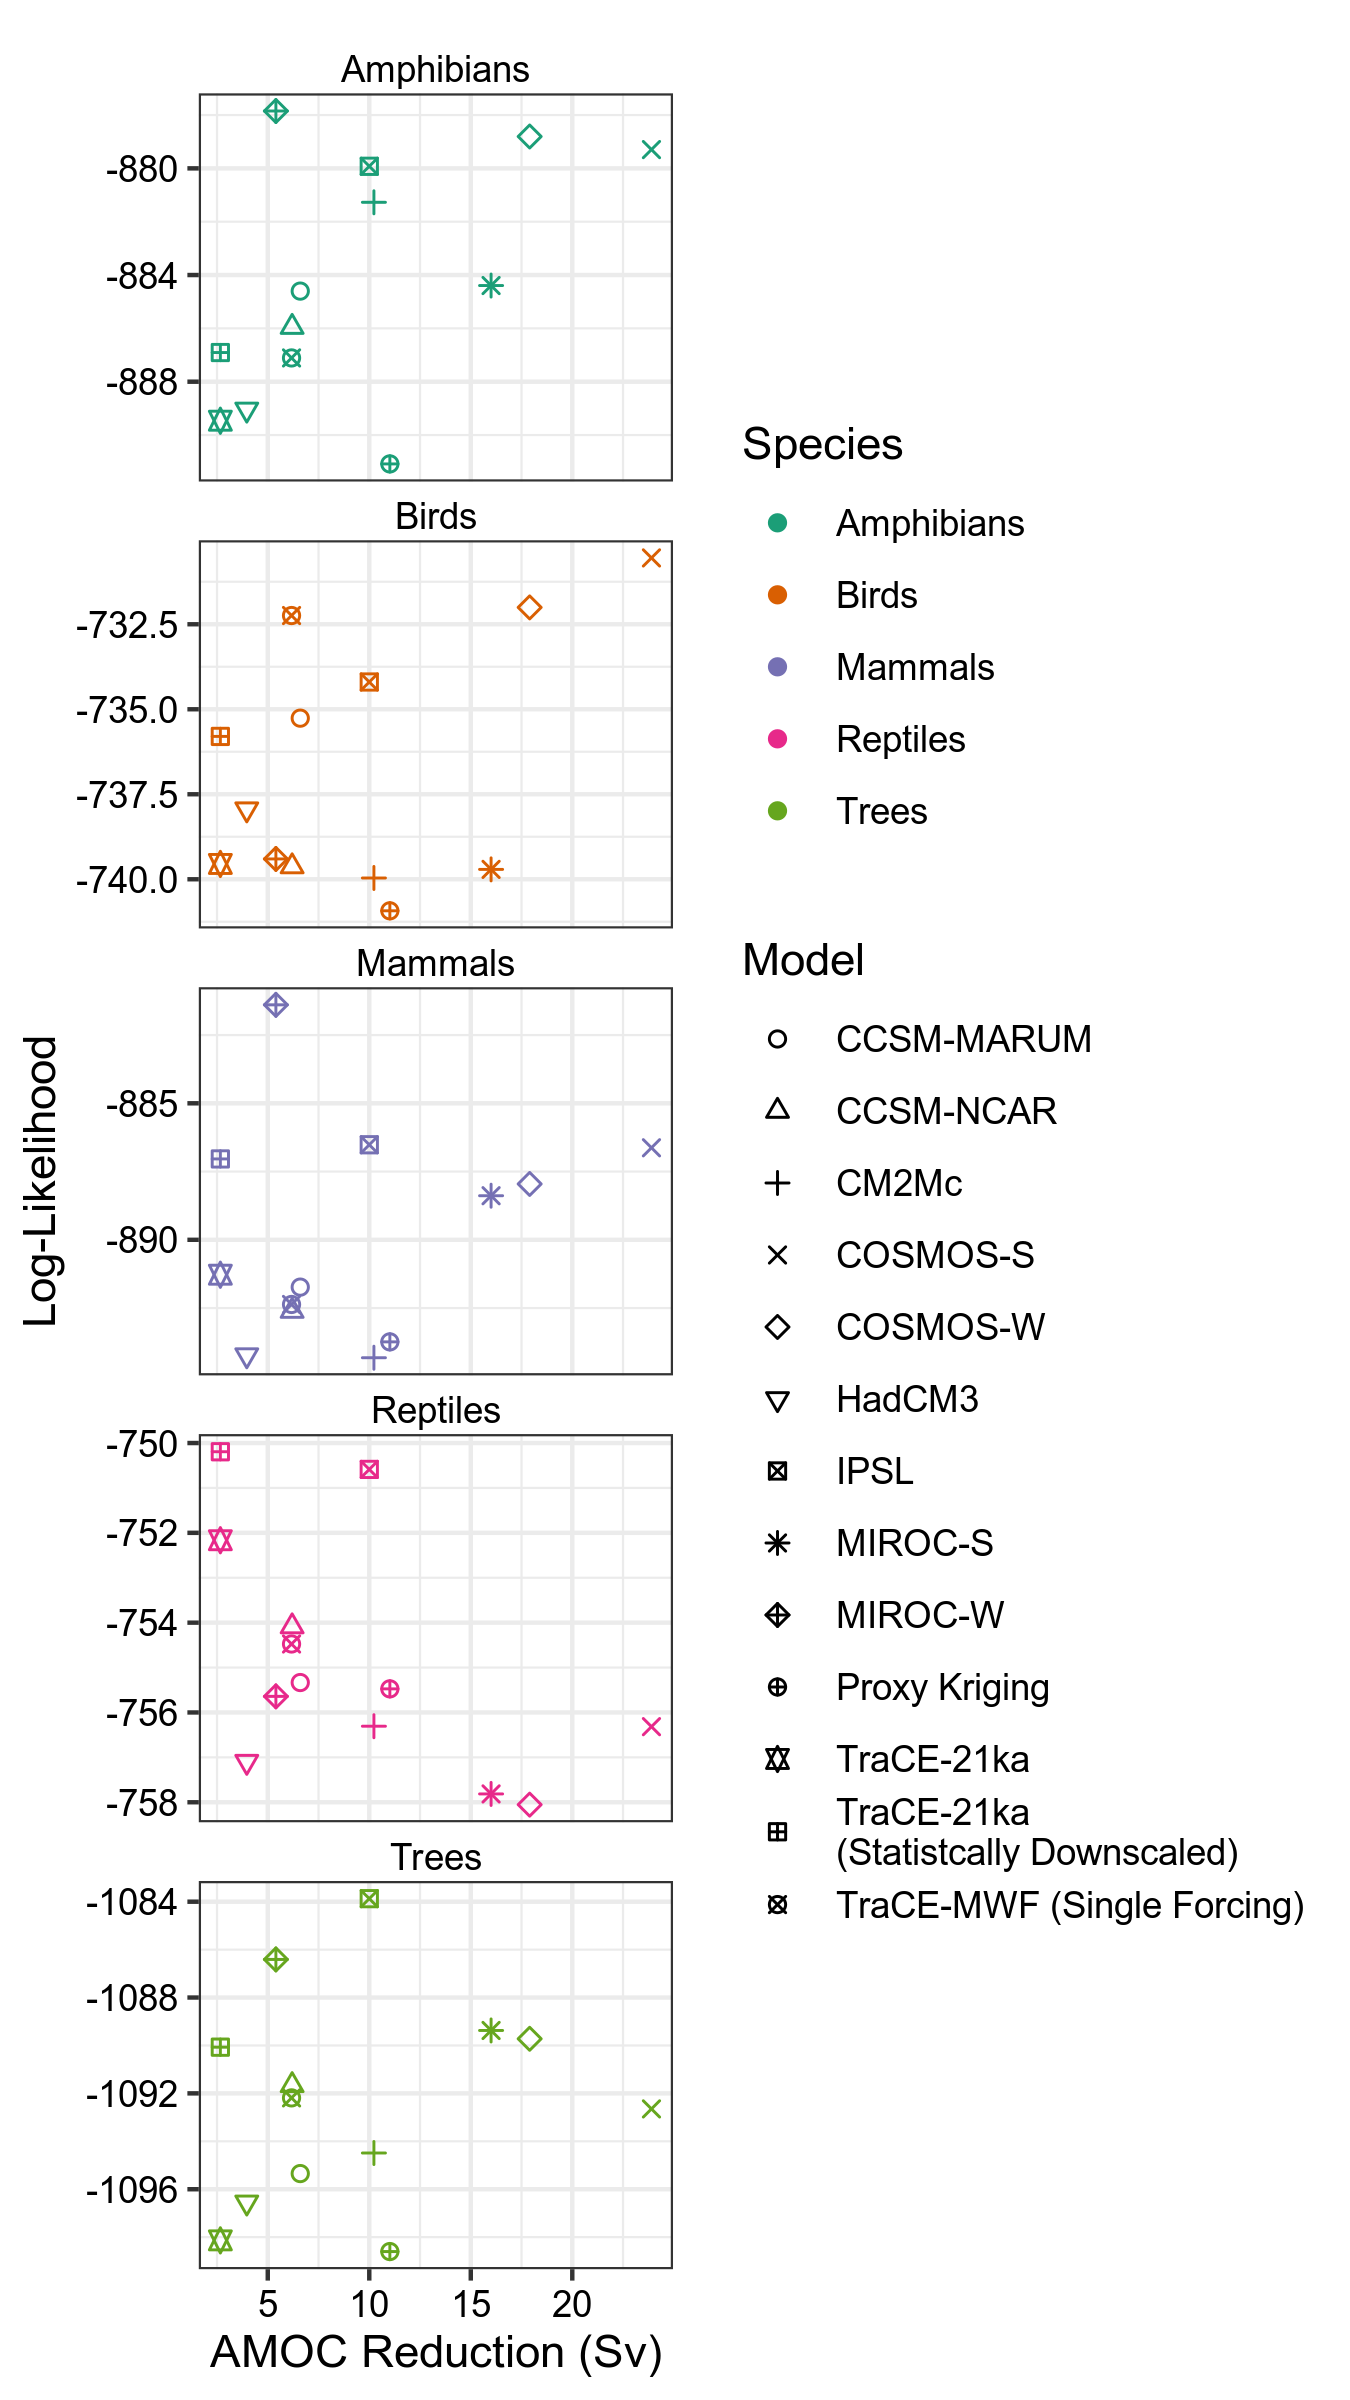 Amphibians
-880
-884
-888
Birds
-732.5
-735.0
-737.5
-740.0
Mammals
-885
-890
Reptiles
-750
-752
-754
-756
-758
Trees
-1084
-1088
-1092
-1096
5 10 15 20
AMOC Reduction (Sv)
Log-Likelihood
Species
Amphibians
Birds
Mammals
Reptiles
Trees
Model
CCSM-MARUM
CCSM-NCAR
CM2Mc
COSMOS-S
COSMOS-W
HadCM3
IPSL
MIROC-S
MIROC-W
Proxy Kriging
TraCE-21ka
TraCE-21ka
(Statistcally Downscaled)
TraCE-MWF (Single Forcing)